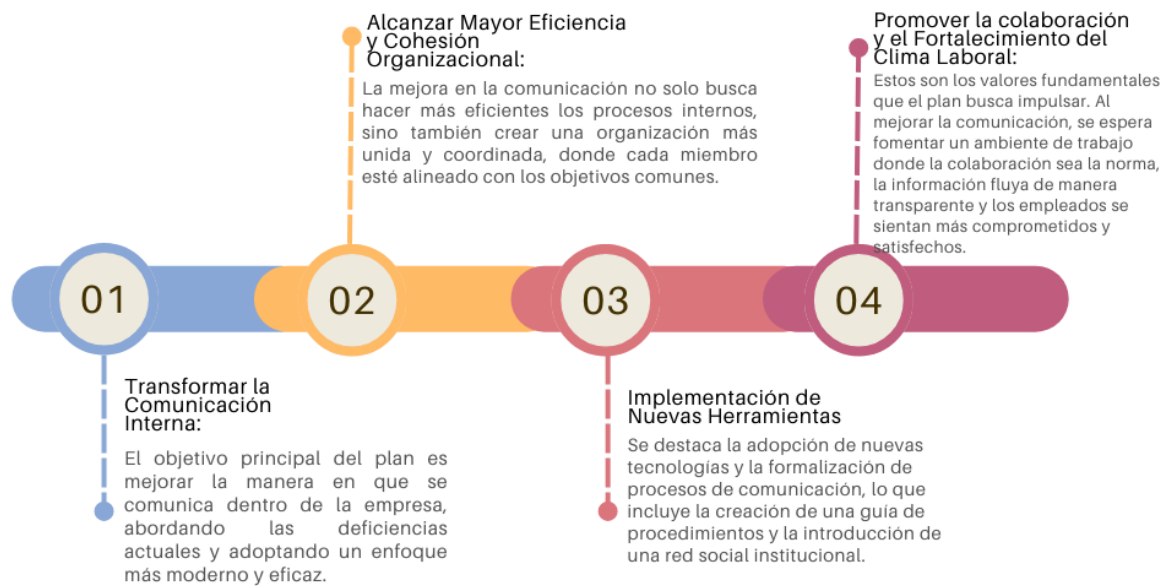 01
Transformar la
Comunicación
Interna:
El objetivo principal del plan es
mejorar la manera en que se
comunica dentro de la empresa,
abordando las deficiencias
actuales y adoptando un enfoque
más moderno y eficaz.
02
Alcanzar Mayor Eficiencia
y Cohesión
Organizacional:
La mejora en la comunicación no solo busca
hacer más eficientes los procesos internos,
sino también crear una organización más
unida y coordinada, donde cada miembro
esté alineado con los objetivos comunes.
03
Implementación de
Nuevas Herramientas
Se destaca la adopción de nuevas
tecnologías y la formalización de
procesos de comunicación, lo que
incluye la creación de una guía de
procedimientos y la introducción de
una red social institucional.
04
Promover la colaboración
y el Fortalecimiento del
Clima Laboral:
Estos son los valores fundamentales
que el plan busca impulsar. Al
mejorar la comunicación, se espera
fomentar un ambiente de trabajo
donde la colaboración sea la norma,
la información fluya de manera
transparente y los empleados se
sientan más comprometidos y
satisfechos.